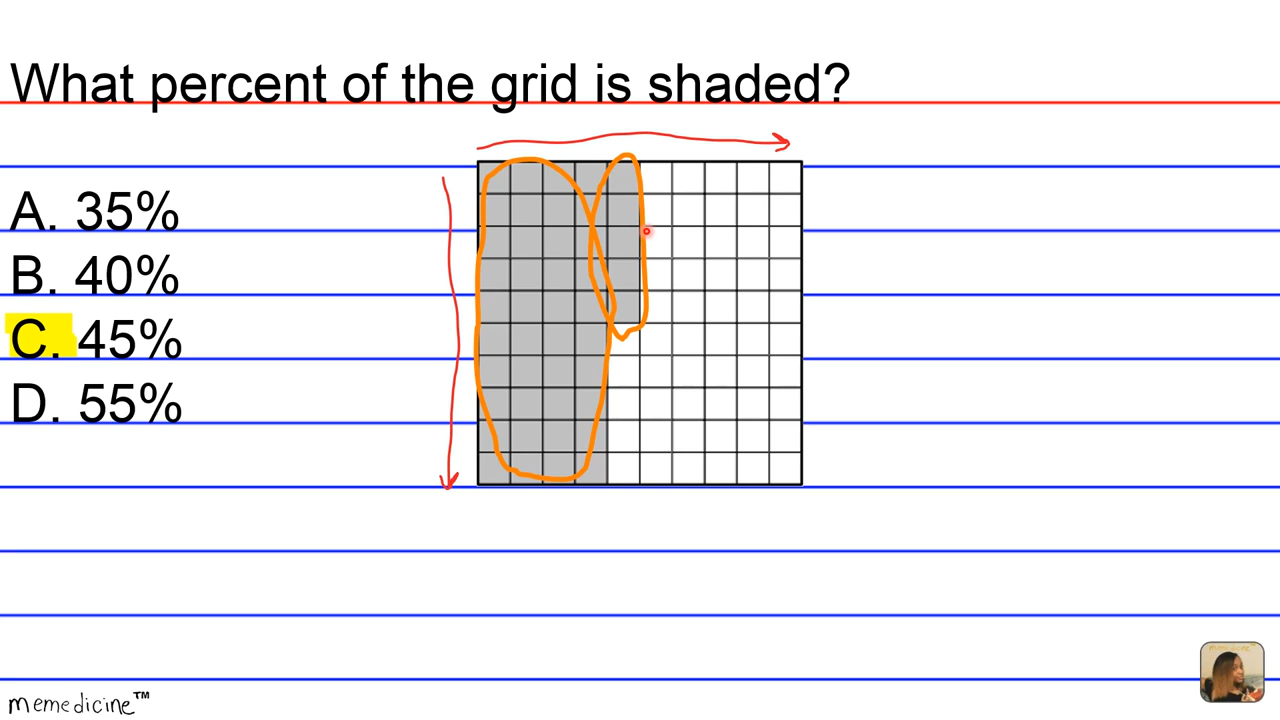 What percent of the grid is shaded?
A. 35%
B. 40%
C. 45%
D. 55%
memedicine™